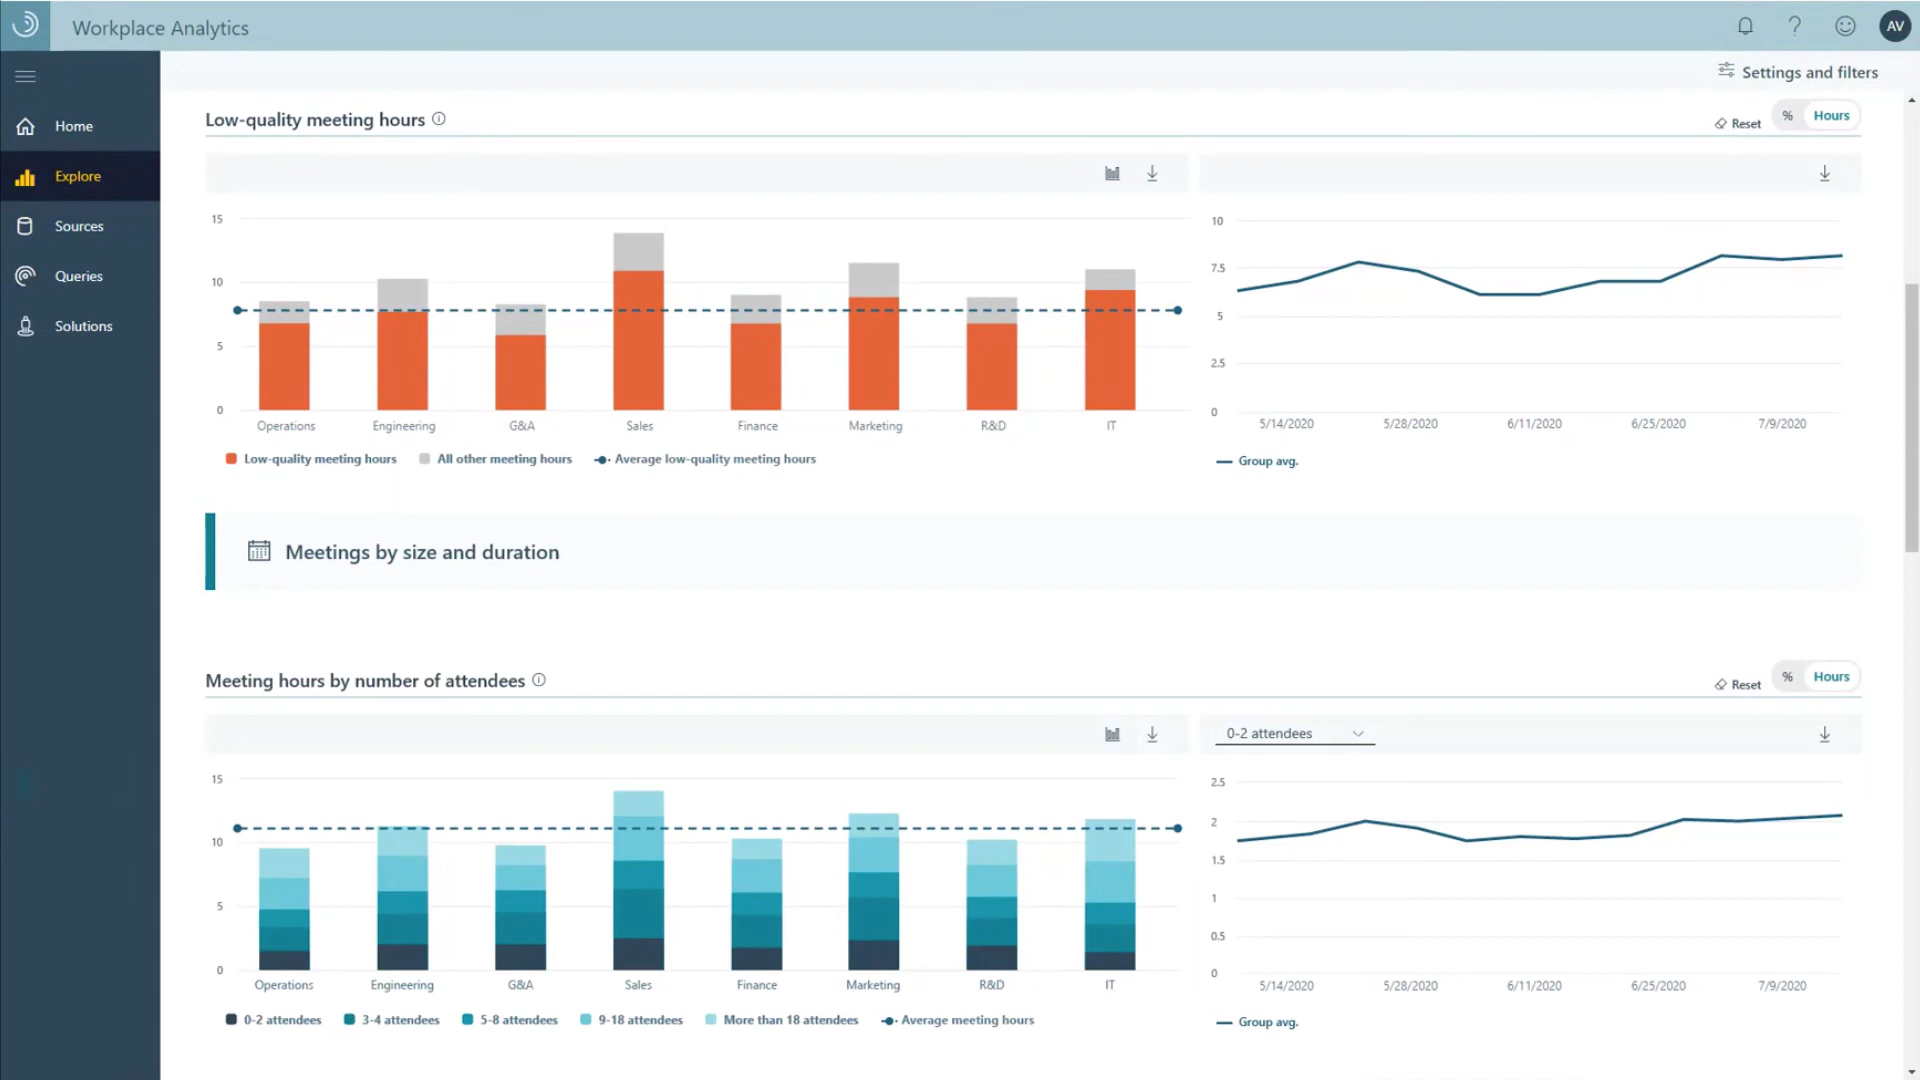 Workplace Analytics
AV
Settings and filters
Home
Explore
Sources
Queries
Solutions
Low-quality meeting hours
Reset
% Hours
15
10
5
0
Operations Engineering G&A Sales Finance Marketing R&D IT
Low-quality meeting hours All other meeting hours Average low-quality meeting hours
10
7.5
5
2.5
0
5/14/2020 5/28/2020 6/11/2020 6/25/2020 7/9/2020
Group avg.
Meetings by size and duration
Meeting hours by number of attendees
Reset
% Hours
15
10
5
0
Operations Engineering G&A Sales Finance Marketing R&D IT
0-2 attendees 3-4 attendees 5-8 attendees 9-18 attendees More than 18 attendees Average meeting hours
0-2 attendees
2.5
2
1.5
1
0.5
0
5/14/2020 5/28/2020 6/11/2020 6/25/2020 7/9/2020
Group avg.